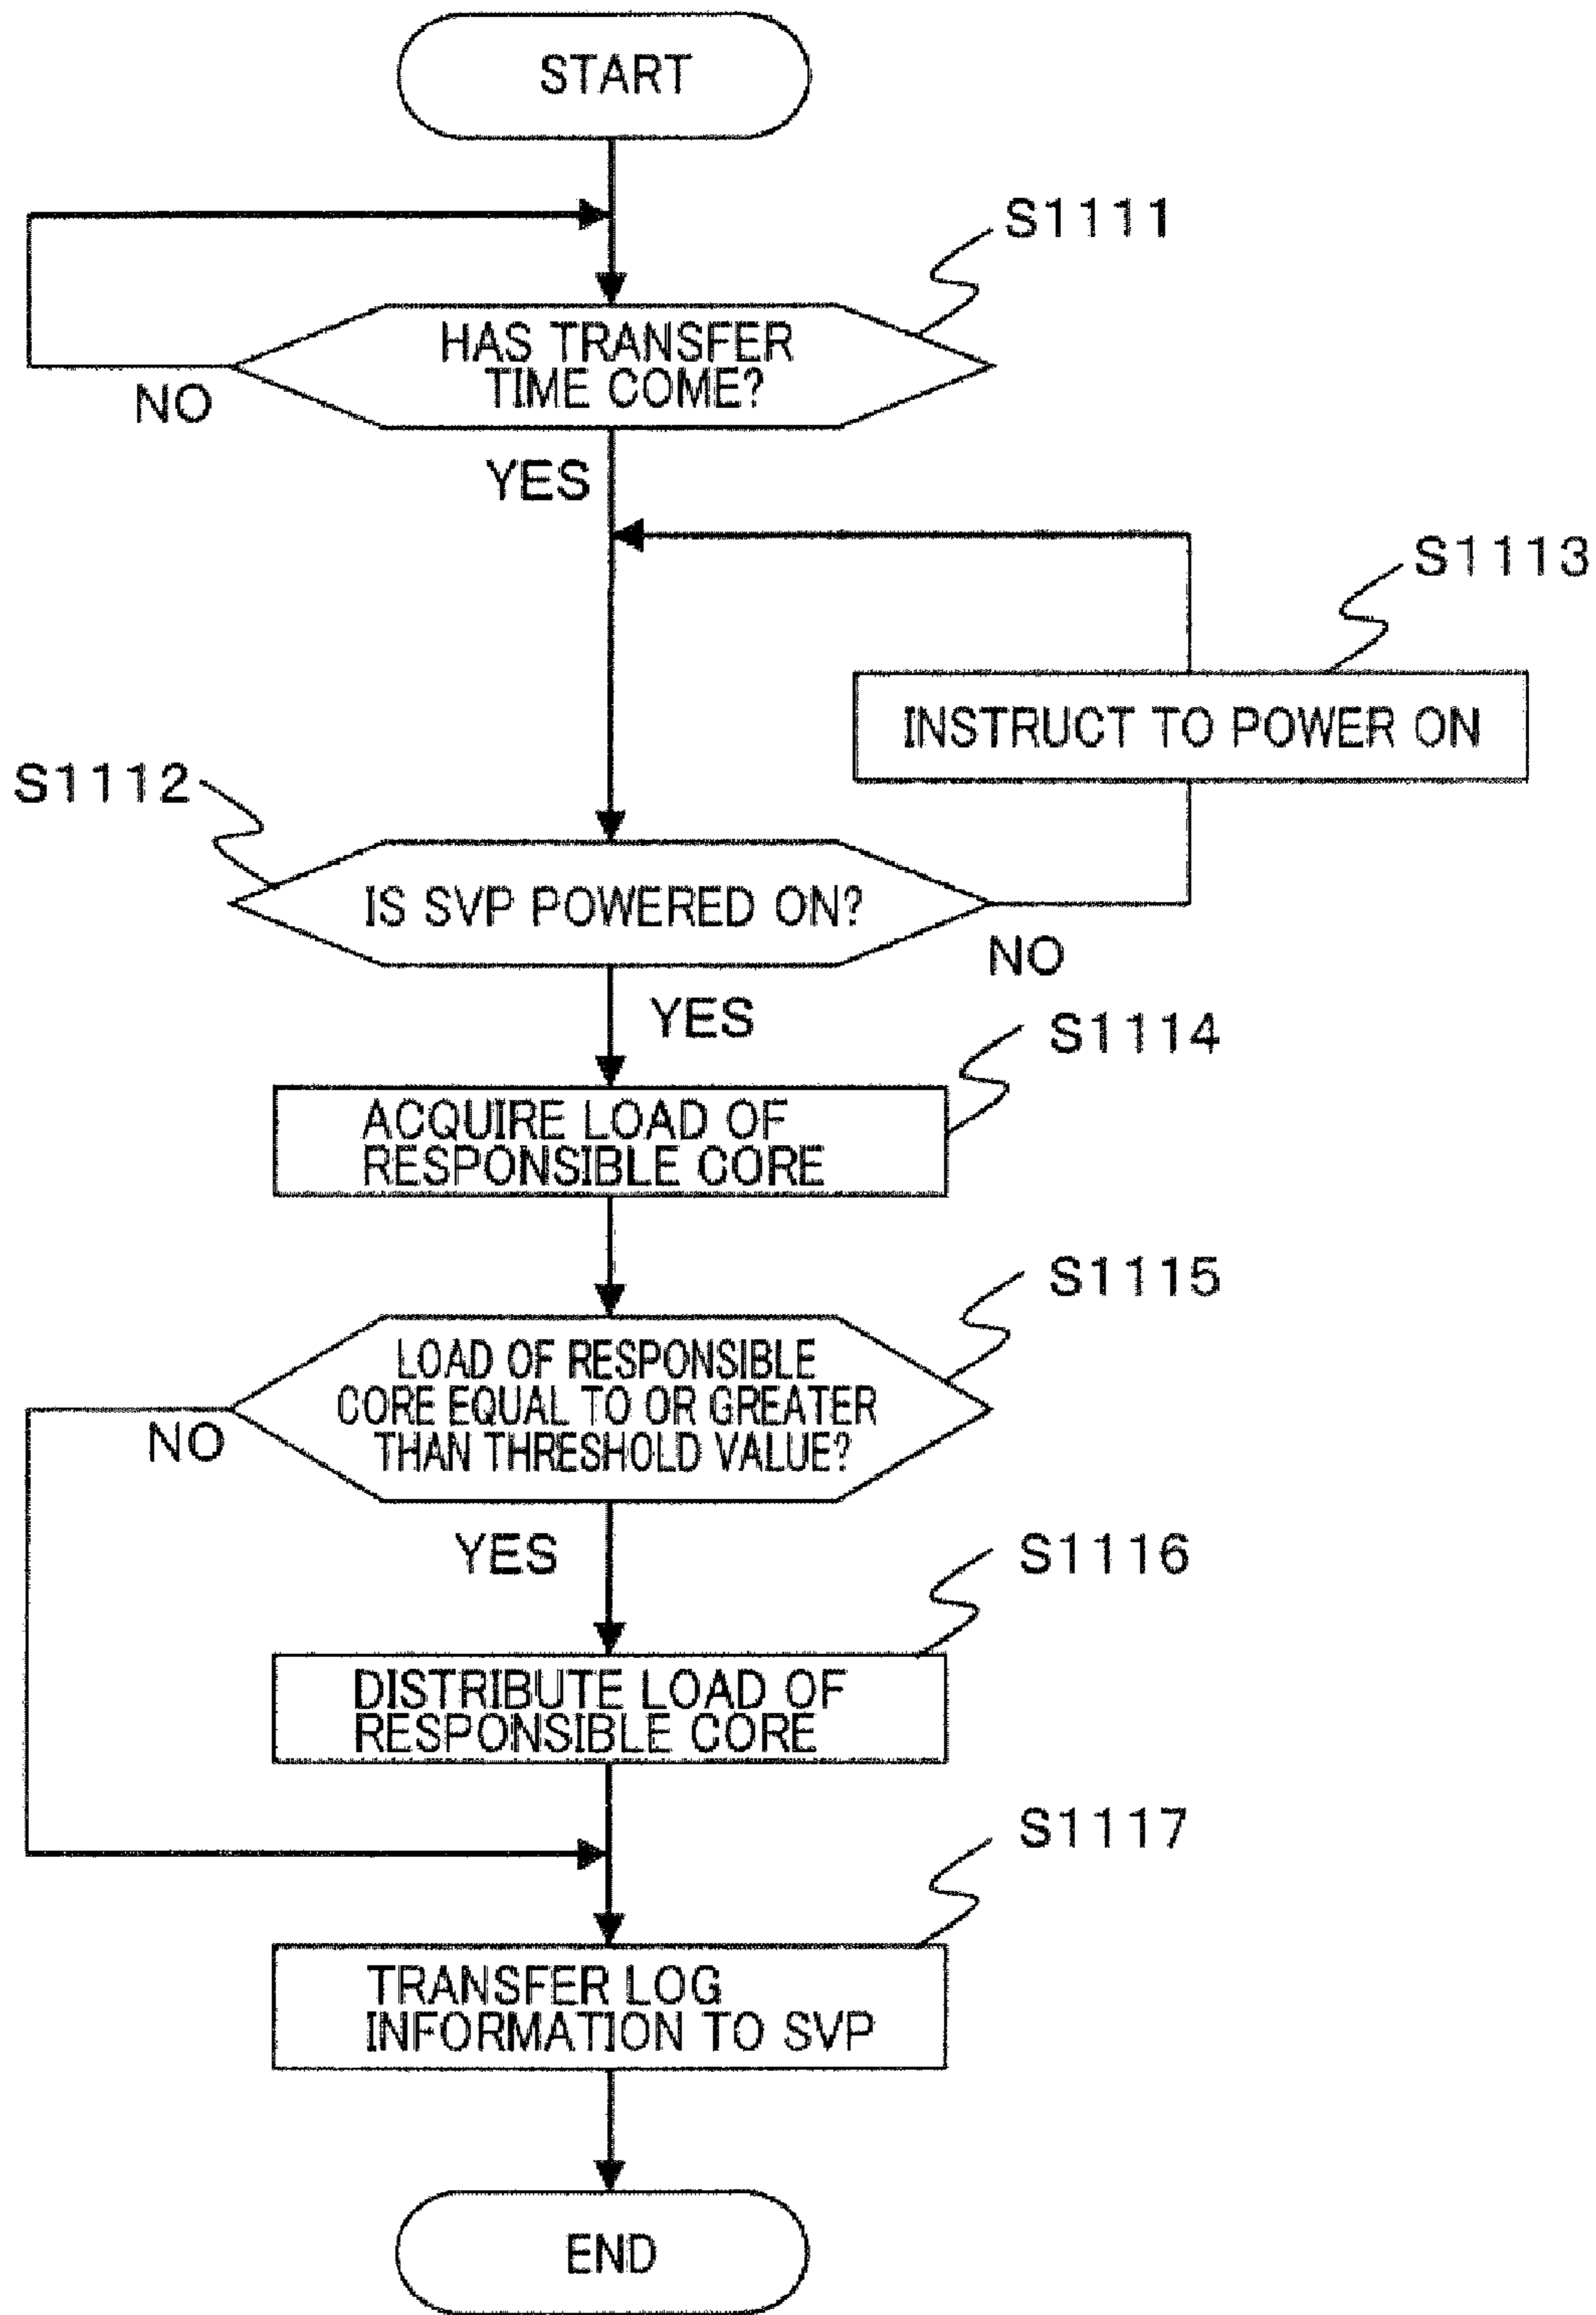 START
S1111
HAS TRANSFER
TIME COME?
NO
YES
S1113
INSTRUCT TO POWER ON
S1112
IS SVP POWERED ON?
NO
YES
S1114
ACQUIRE LOAD OF
RESPONSIBLE CORE
S1115
LOAD OF RESPONSIBLE
CORE EQUAL TO OR GREATER
THAN THRESHOLD VALUE?
NO
YES
S1116
DISTRIBUTE LOAD OF
RESPONSIBLE CORE
S1117
TRANSFER LOG
INFORMATION TO SVP
END